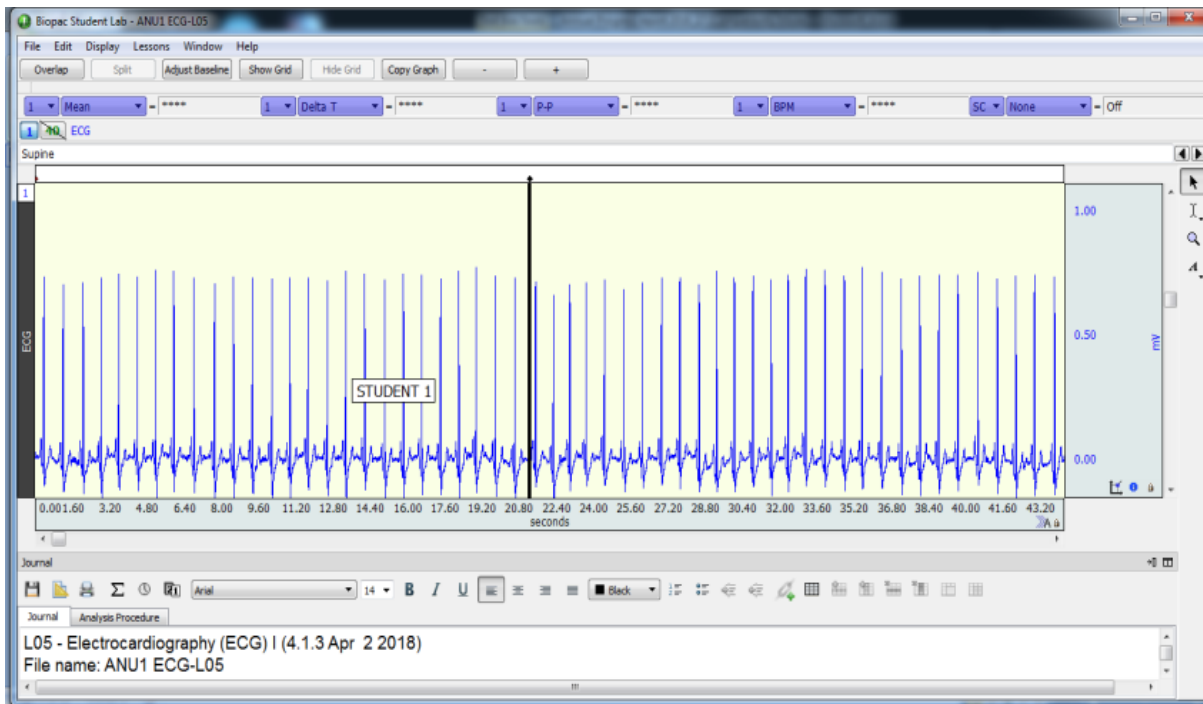 Biopac Student Lab - ANU1 ECG-L05
File Edit Display Lessons Window Help
Overlap Split Adjust Baseline Show Grid Hide Grid Copy Graph - +
1 Mean = **** 1 Delta T = **** 1 P-P = **** 1 BPM = **** SC None = Off
1 40 ECG
Supine
1
1.00
ECG
0.50
mV
STUDENT 1
0.00
0.00 1.60 3.20 4.80 6.40 8.00 9.60 11.20 12.80 14.40 16.00 17.60 19.20 20.80 22.40 24.00 25.60 27.20 28.80 30.40 32.00 33.60 35.20 36.80 38.40 40.00 41.60 43.20
seconds
Journal
Arial 14 B I U Black
Journal Analysis Procedure
L05 - Electrocardiography (ECG) I (4.1.3 Apr 2 2018)
File name: ANU1 ECG-L05